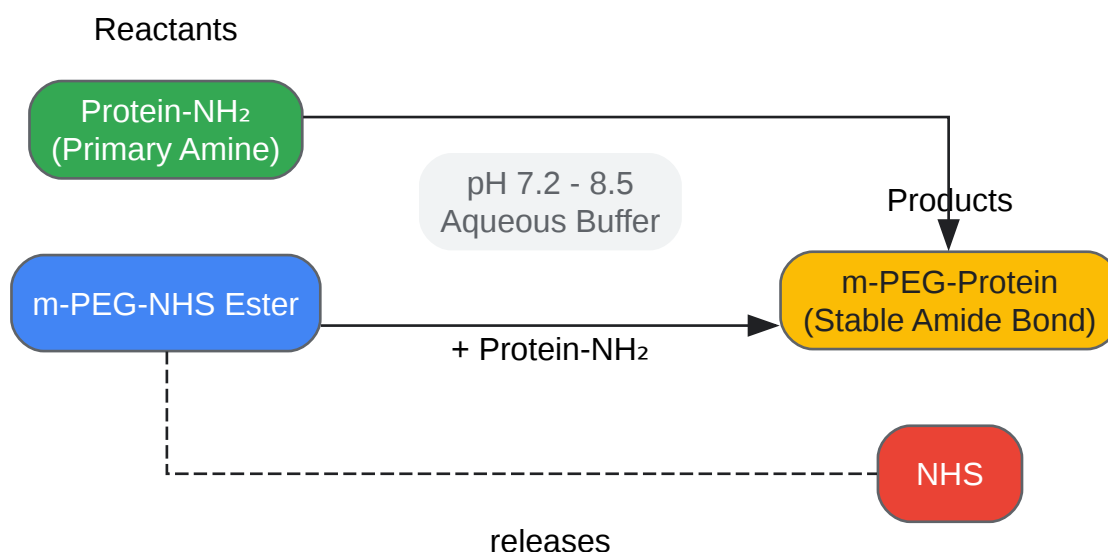 Reactants
Protein-NH₂
(Primary Amine)
pH 7.2 - 8.5
Aqueous Buffer
Products
m-PEG-NHS Ester
m-PEG-Protein
(Stable Amide Bond)
+ Protein-NH₂
NHS
releases